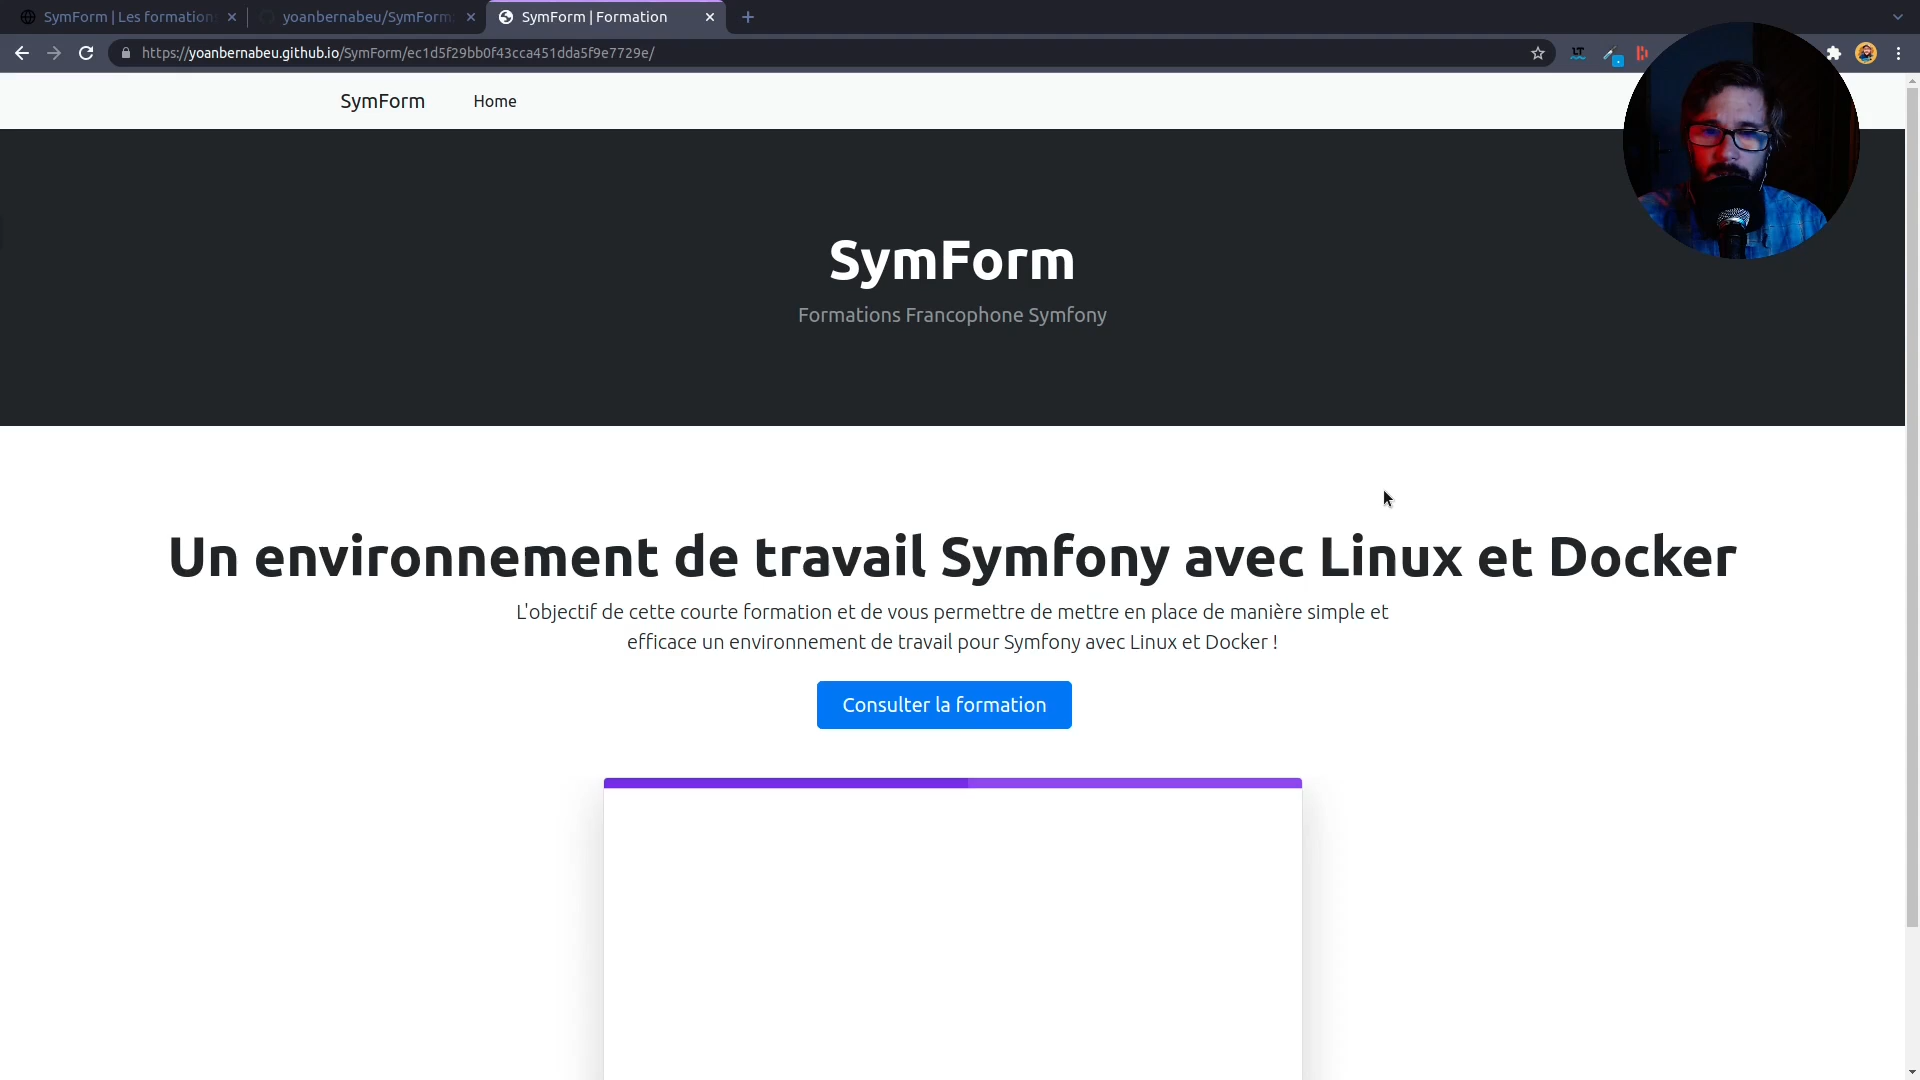 SymForm | Les formation
yoanbernabeu/SymForm
SymForm | Formation
https://yoanbernabeu.github.io/SymForm/ec1d5f29bb0f43cca451dda5f9e7729e/
LT
SymForm
Home
SymForm
Formations Francophone Symfony
Un environnement de travail Symfony avec Linux et Docker
L'objectif de cette courte formation et de vous permettre de mettre en place de manière simple et
efficace un environnement de travail pour Symfony avec Linux et Docker !
Consulter la formation